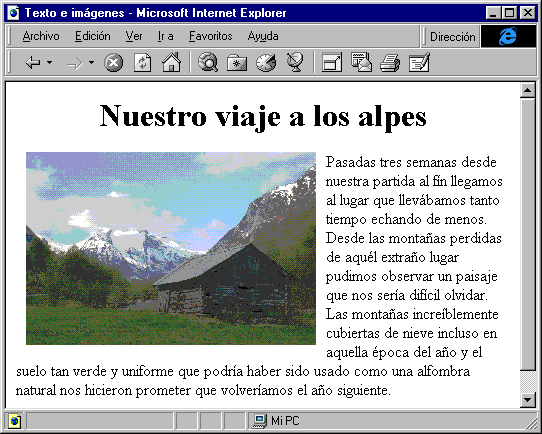 Texto e imágenes - Microsoft Internet Explorer
Archivo Edición Ver Ir a Favoritos Ayuda Dirección
Nuestro viaje a los alpes
Pasadas tres semanas desde
nuestra partida al fín llegamos
al lugar que llevábamos tanto
tiempo echando de menos.
Desde las montañas perdidas
de aquél extraño lugar
pudimos observar un paisaje
que nos sería difícil olvidar.
Las montañas increíblemente
cubiertas de nieve incluso en
aquella época del año y el
suelo tan verde y uniforme que podría haber sido usado como una alfombra
natural nos hicieron prometer que volveríamos el año siguiente.
Mi PC